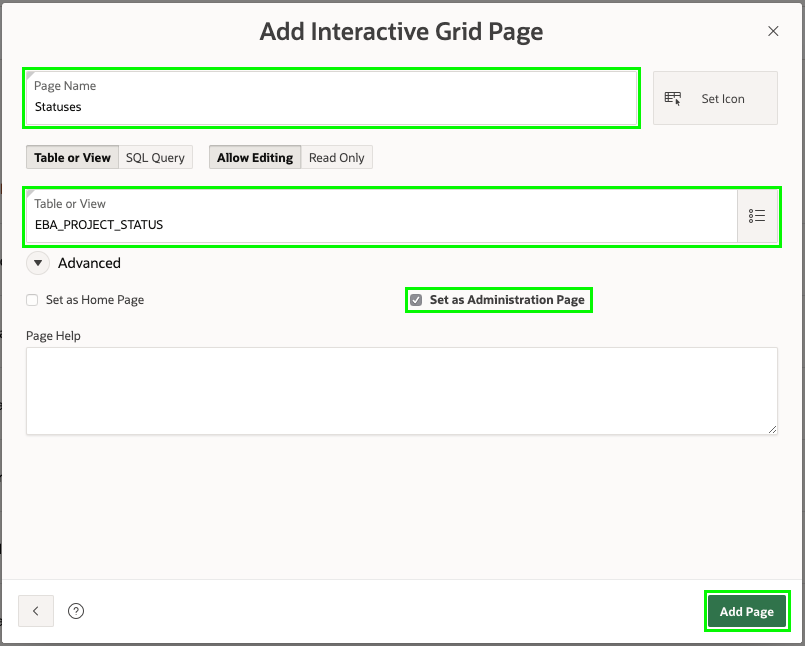 Add Interactive Grid Page
Page Name
Statuses
Set Icon
Table or View SQL Query Allow Editing Read Only
Table or View
EBA_PROJECT_STATUS
Advanced
Set as Home Page Set as Administration Page
Page Help
Add Page